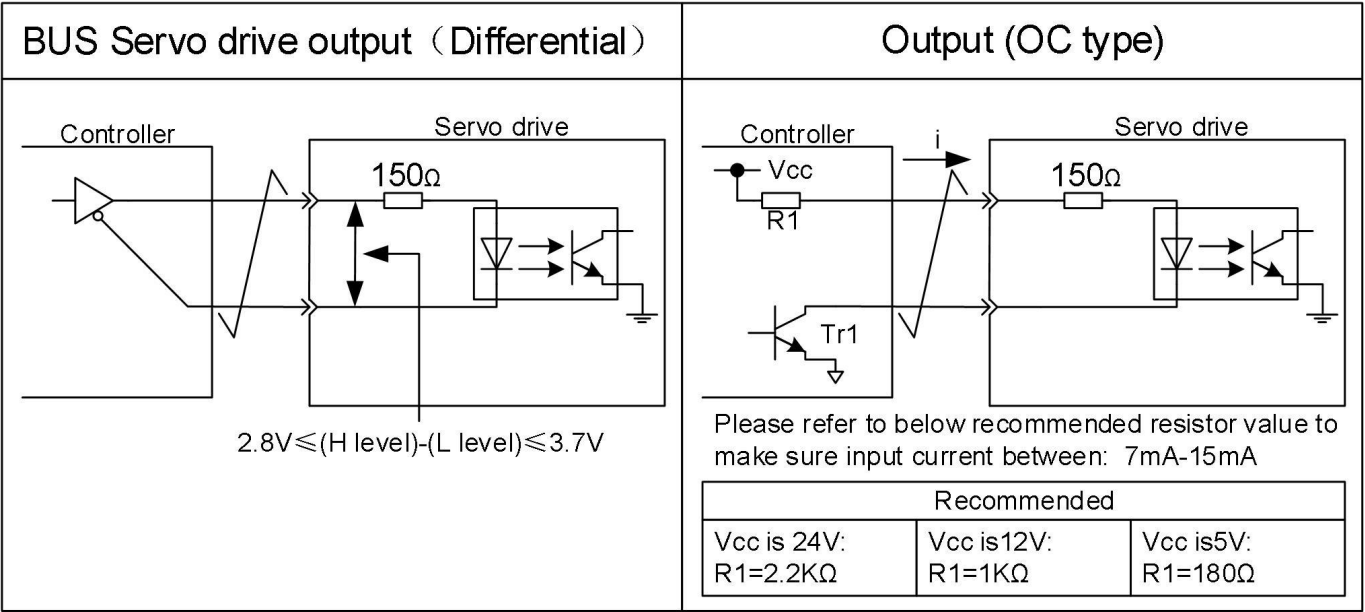 BUS Servo drive output（Differential）
Output (OC type)
Controller
Servo drive
150Ω
2.8V≤(H level)-(L level)≤3.7V
Controller
i
Servo drive
Vcc
150Ω
R1
Tr1
Please refer to below recommended resistor value to
make sure input current between: 7mA-15mA
Recommended
Vcc is 24V:
R1=2.2KΩ
Vcc is12V:
R1=1KΩ
Vcc is5V:
R1=180Ω